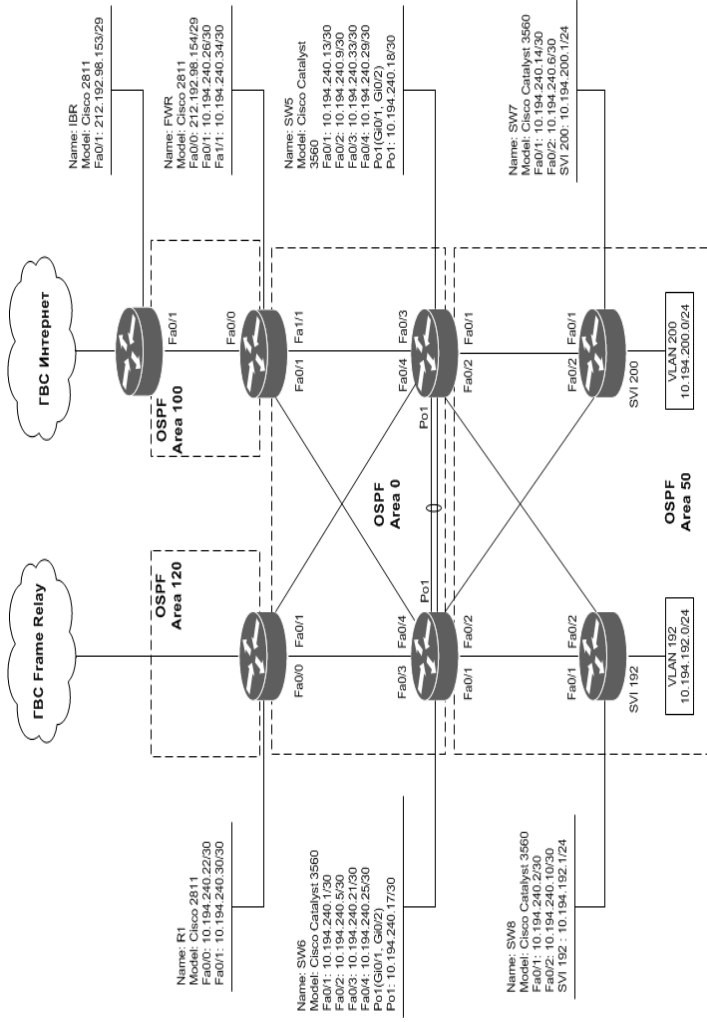 ГВС Frame Relay
ГВС Интернет
OSPF
Area 120
OSPF
Area 100
OSPF
Area 0
OSPF
Area 50
Name: R1
Model: Cisco 2811
Fa0/0: 10.194.240.22/30
Fa0/1: 10.194.240.30/30
Name: SW6
Model: Cisco Catalyst 3560
Fa0/1: 10.194.240.1/30
Fa0/2: 10.194.240.5/30
Fa0/3: 10.194.240.21/30
Fa0/4: 10.194.240.25/30
Po1(Gi0/1, Gi0/2)
Po1: 10.194.240.17/30
Name: SW8
Model: Cisco Catalyst 3560
Fa0/1: 10.194.240.2/30
Fa0/2: 10.194.240.10/30
SVI 192 : 10.194.192.1/24
Fa0/0
Fa0/1
Fa0/3
Fa0/4
Po1
Fa0/1
Fa0/2
Fa0/1
Fa0/2
SVI 192
VLAN 192
10.194.192.0/24
Fa0/1
Fa0/0
Fa0/1
Fa1/1
Fa0/4
Fa0/3
Po1
Fa0/2
Fa0/1
Fa0/2
Fa0/1
SVI 200
VLAN 200
10.194.200.0/24
Name: IBR
Model: Cisco 2811
Fa0/1: 212.192.98.153/29
Name: FWR
Model: Cisco 2811
Fa0/0: 212.192.98.154/29
Fa0/1: 10.194.240.26/30
Fa1/1: 10.194.240.34/30
Name: SW5
Model: Cisco Catalyst
3560
Fa0/1: 10.194.240.13/30
Fa0/2: 10.194.240.9/30
Fa0/3: 10.194.240.33/30
Fa0/4: 10.194.240.29/30
Po1(Gi0/1, Gi0/2)
Po1: 10.194.240.18/30
Name: SW7
Model: Cisco Catalyst 3560
Fa0/1: 10.194.240.14/30
Fa0/2: 10.194.240.6/30
SVI 200: 10.194.200.1/24